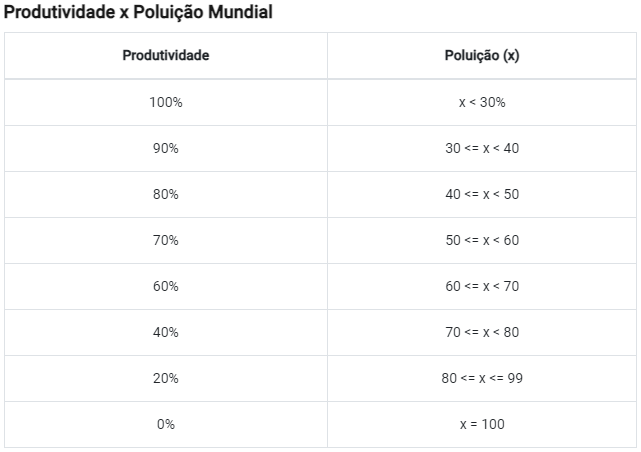 Produtividade x Poluição Mundial
Produtividade Poluição (x)
100% x < 30%
90% 30 <= x < 40
80% 40 <= x < 50
70% 50 <= x < 60
60% 60 <= x < 70
40% 70 <= x < 80
20% 80 <= x <= 99
0% x = 100